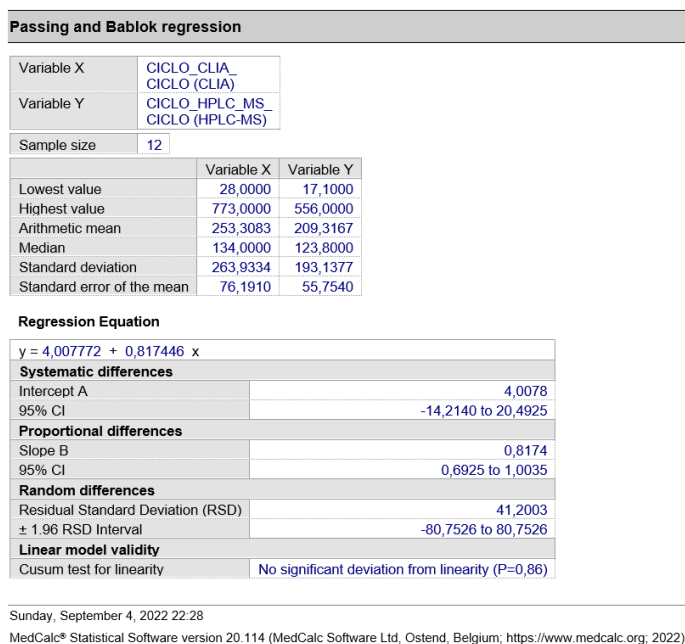 Passing and Bablok regression
Variable X CICLO_CLIA_
CICLO (CLIA)
Variable Y CICLO_HPLC_MS_
CICLO (HPLC-MS)
Sample size 12
Variable X Variable Y
Lowest value 28,0000 17,1000
Highest value 773,0000 556,0000
Arithmetic mean 253,3083 209,3167
Median 134,0000 123,8000
Standard deviation 263,9334 193,1377
Standard error of the mean 76,1910 55,7540
Regression Equation
y = 4,007772 + 0,817446 x
Systematic differences
Intercept A 4,0078
95% CI -14,2140 to 20,4925
Proportional differences
Slope B 0,8174
95% CI 0,6925 to 1,0035
Random differences
Residual Standard Deviation (RSD) 41,2003
± 1.96 RSD Interval -80,7526 to 80,7526
Linear model validity
Cusum test for linearity No significant deviation from linearity (P=0,86)
Sunday, September 4, 2022 22:28
MedCalc® Statistical Software version 20.114 (MedCalc Software Ltd, Ostend, Belgium; https://www.medcalc.org; 2022)